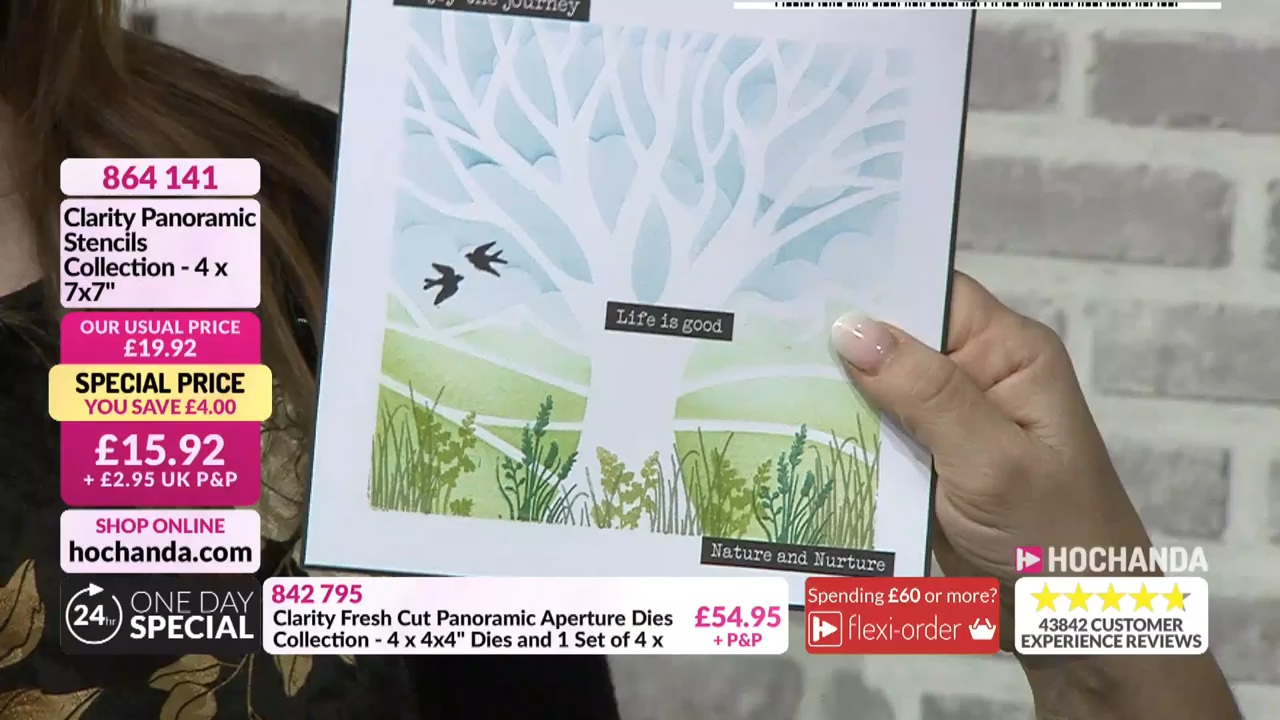 the journey
864 141
Clarity Panoramic
Stencils
Collection - 4 x
7x7"
OUR USUAL PRICE
£19.92
SPECIAL PRICE
YOU SAVE £4.00
£15.92
+ £2.95 UK P&P
SHOP ONLINE
hochanda.com
Life is good
Nature and Nurture
HOCHANDA
24hr
ONE DAY
SPECIAL
842 795
Clarity Fresh Cut Panoramic Aperture Dies
Collection - 4 x 4x4" Dies and 1 Set of 4 x
£54.95
+ P&P
Spending £60 or more?
flexi-order
43842 CUSTOMER
EXPERIENCE REVIEWS